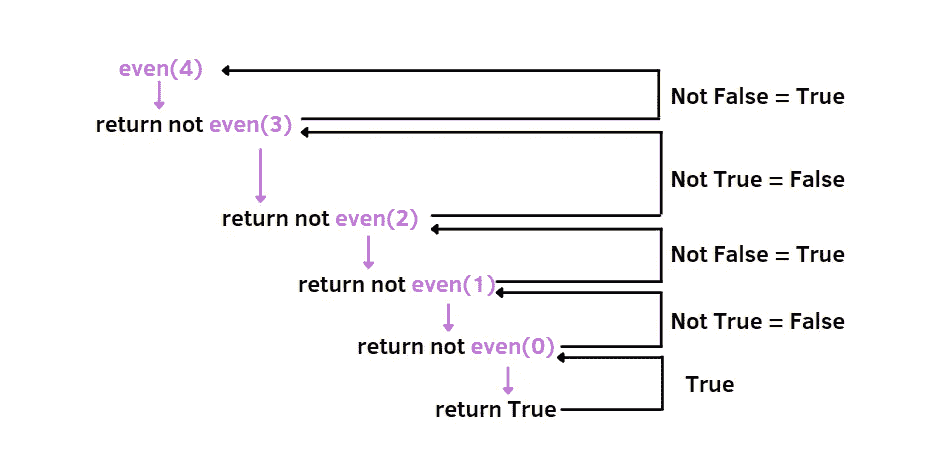 even(4)
Not False = True
return not even(3)
Not True = False
return not even(2)
Not False = True
return not even(1)
Not True = False
return not even(0)
True
return True